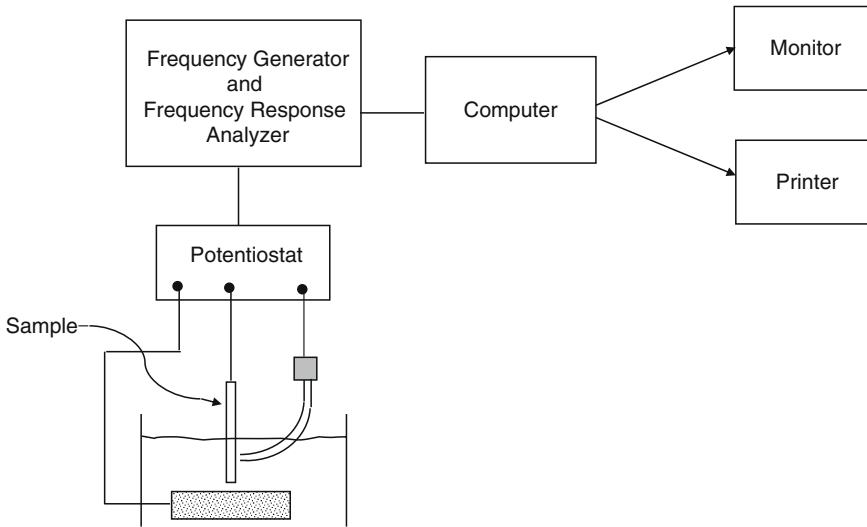 Frequency Generator
and
Frequency Response
Analyzer
Computer
Monitor
Printer
Potentiostat
Sample